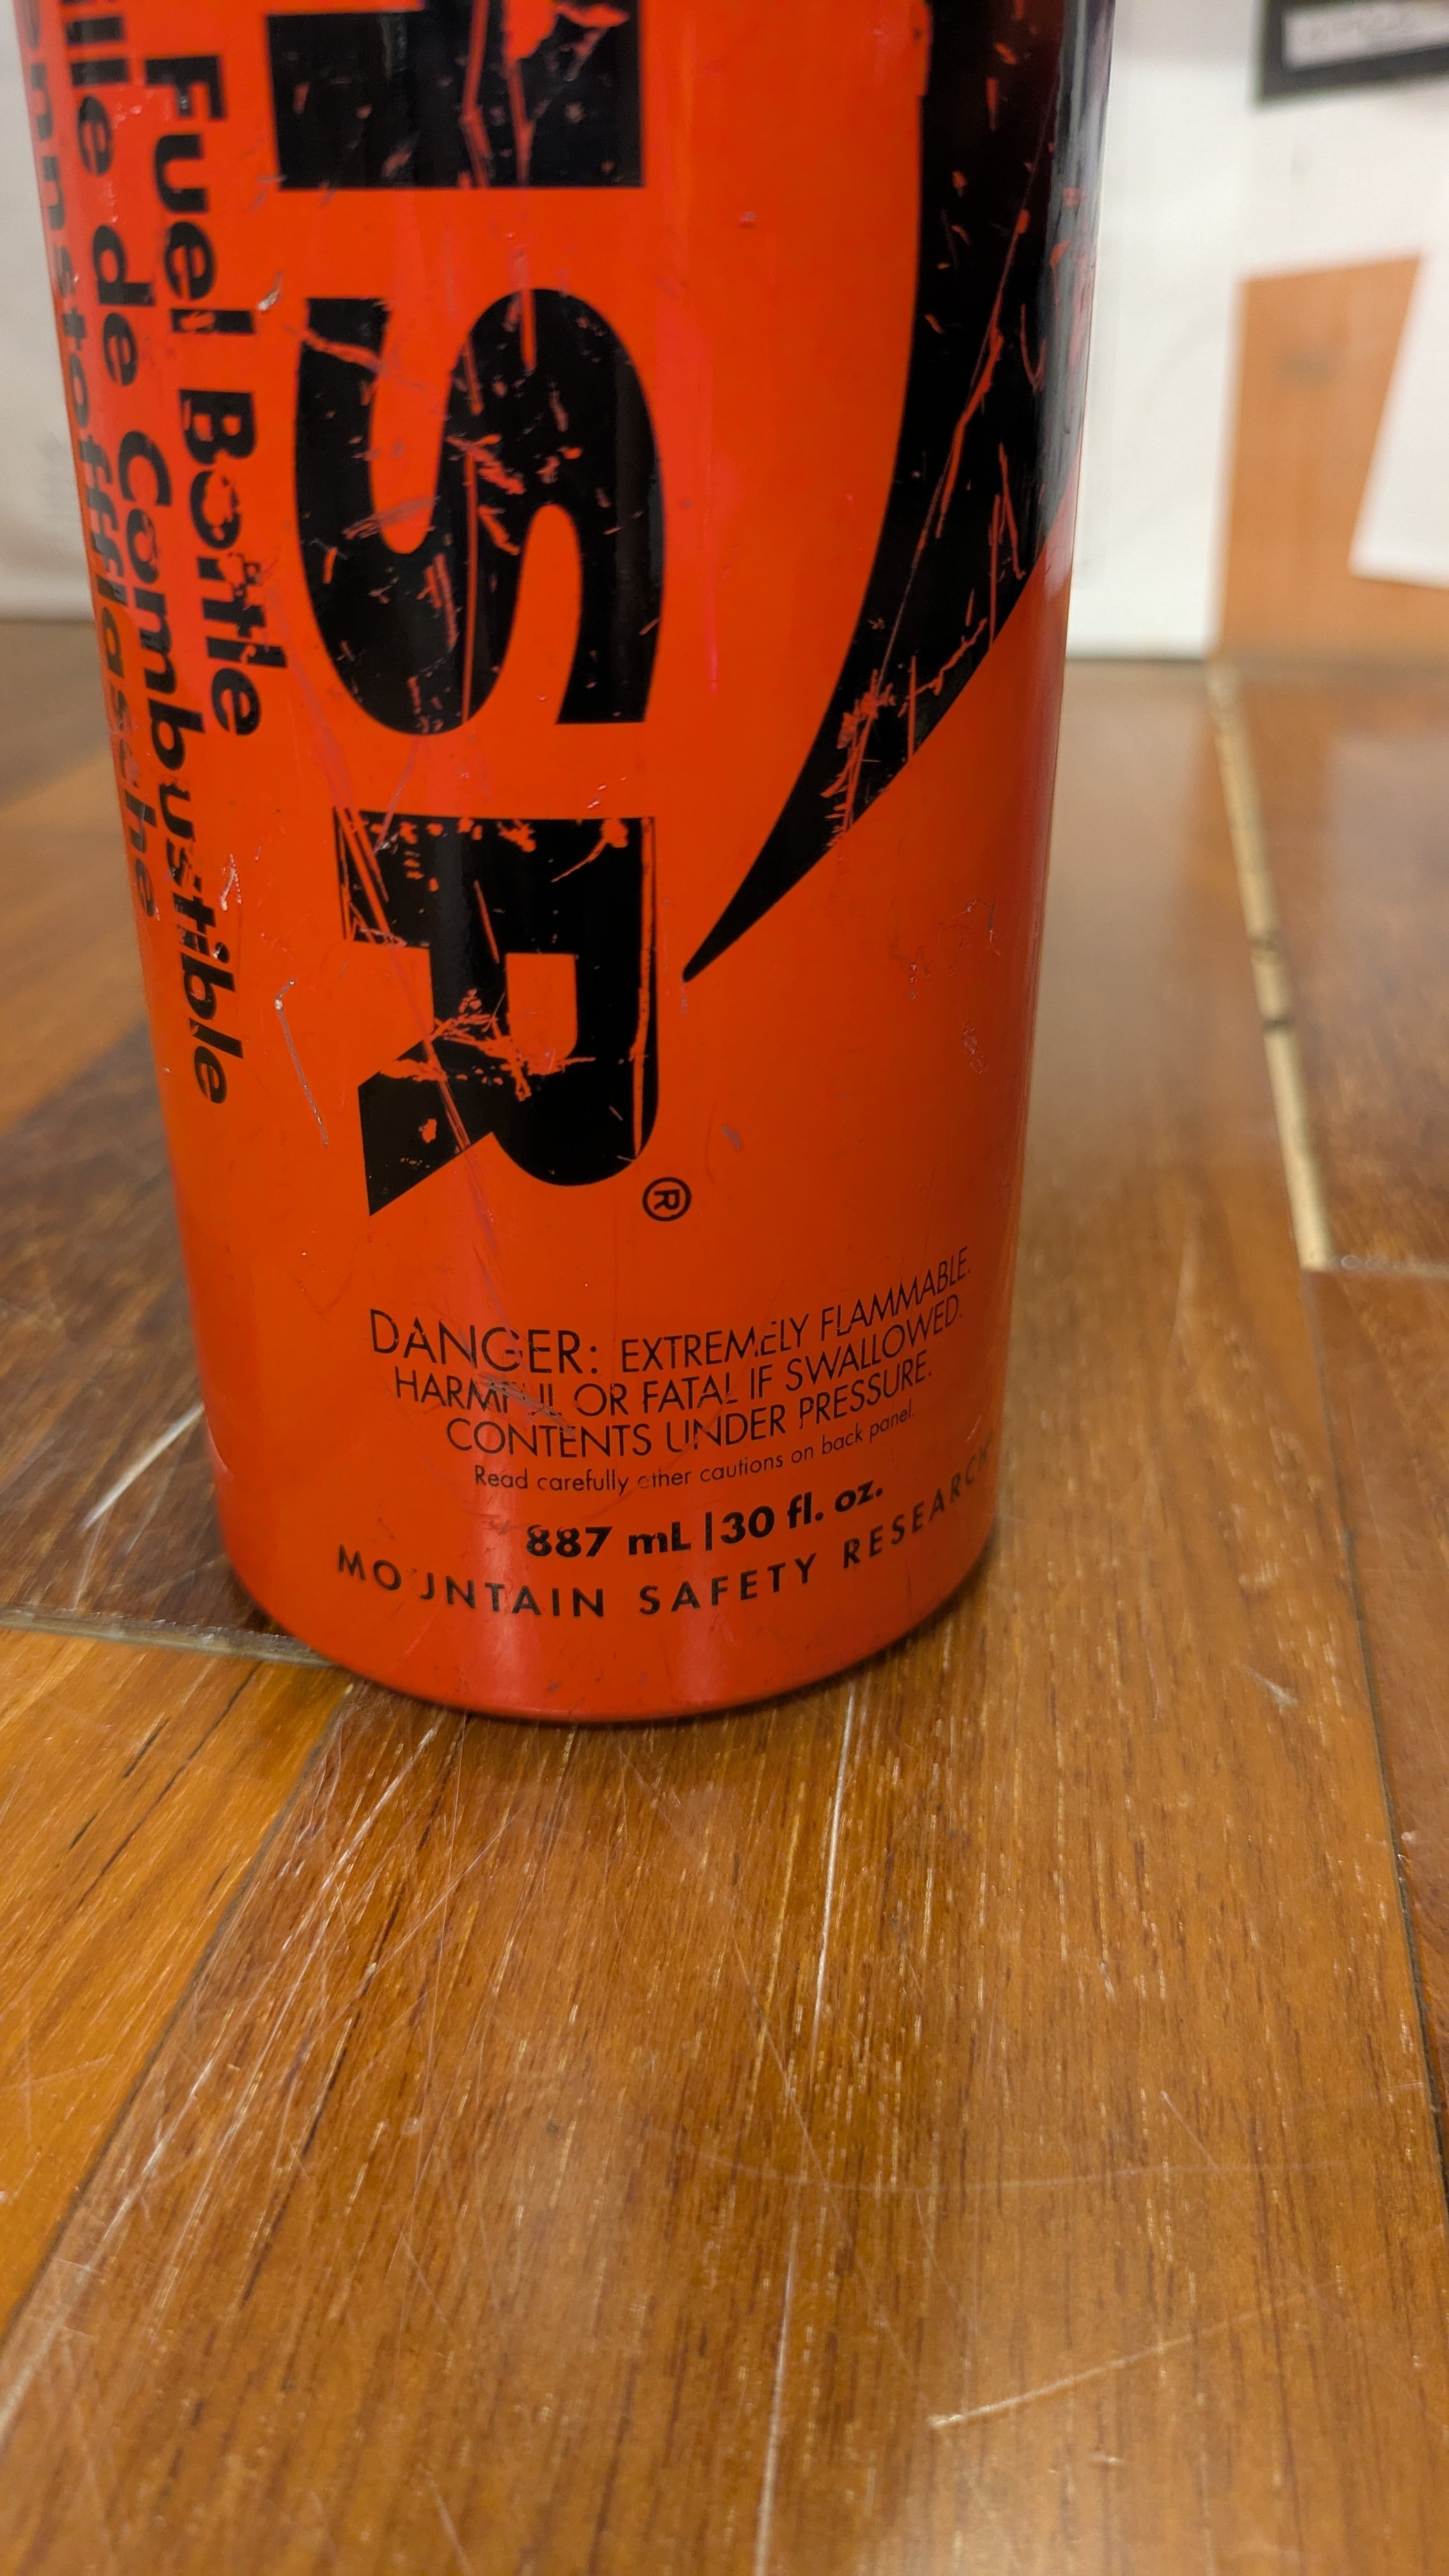 SR®
Fuel Bottle
de Combustible
DANGER: EXTREMELY FLAMMABLE.
HARMFUL OR FATAL IF SWALLOWED.
CONTENTS UNDER PRESSURE.
Read carefully other cautions on back panel.
887 mL | 30 fl. oz.
MOUNTAIN SAFETY RESEARCH